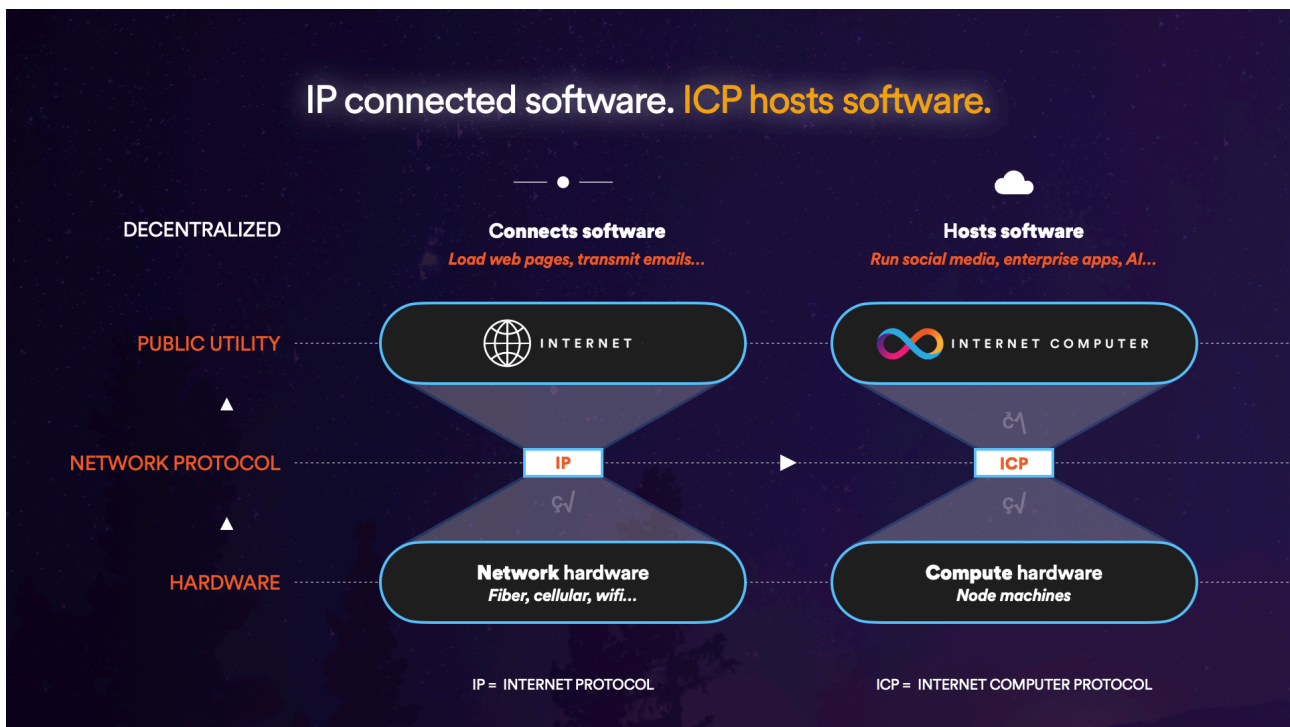 IP connected software. ICP hosts software.
DECENTRALIZED
Connects software
Load web pages, transmit emails...
Hosts software
Run social media, enterprise apps, AI...
PUBLIC UTILITY
INTERNET
INTERNET COMPUTER
NETWORK PROTOCOL
IP
ICP
HARDWARE
Network hardware
Fiber, cellular, wifi...
Compute hardware
Node machines
IP = INTERNET PROTOCOL
ICP = INTERNET COMPUTER PROTOCOL